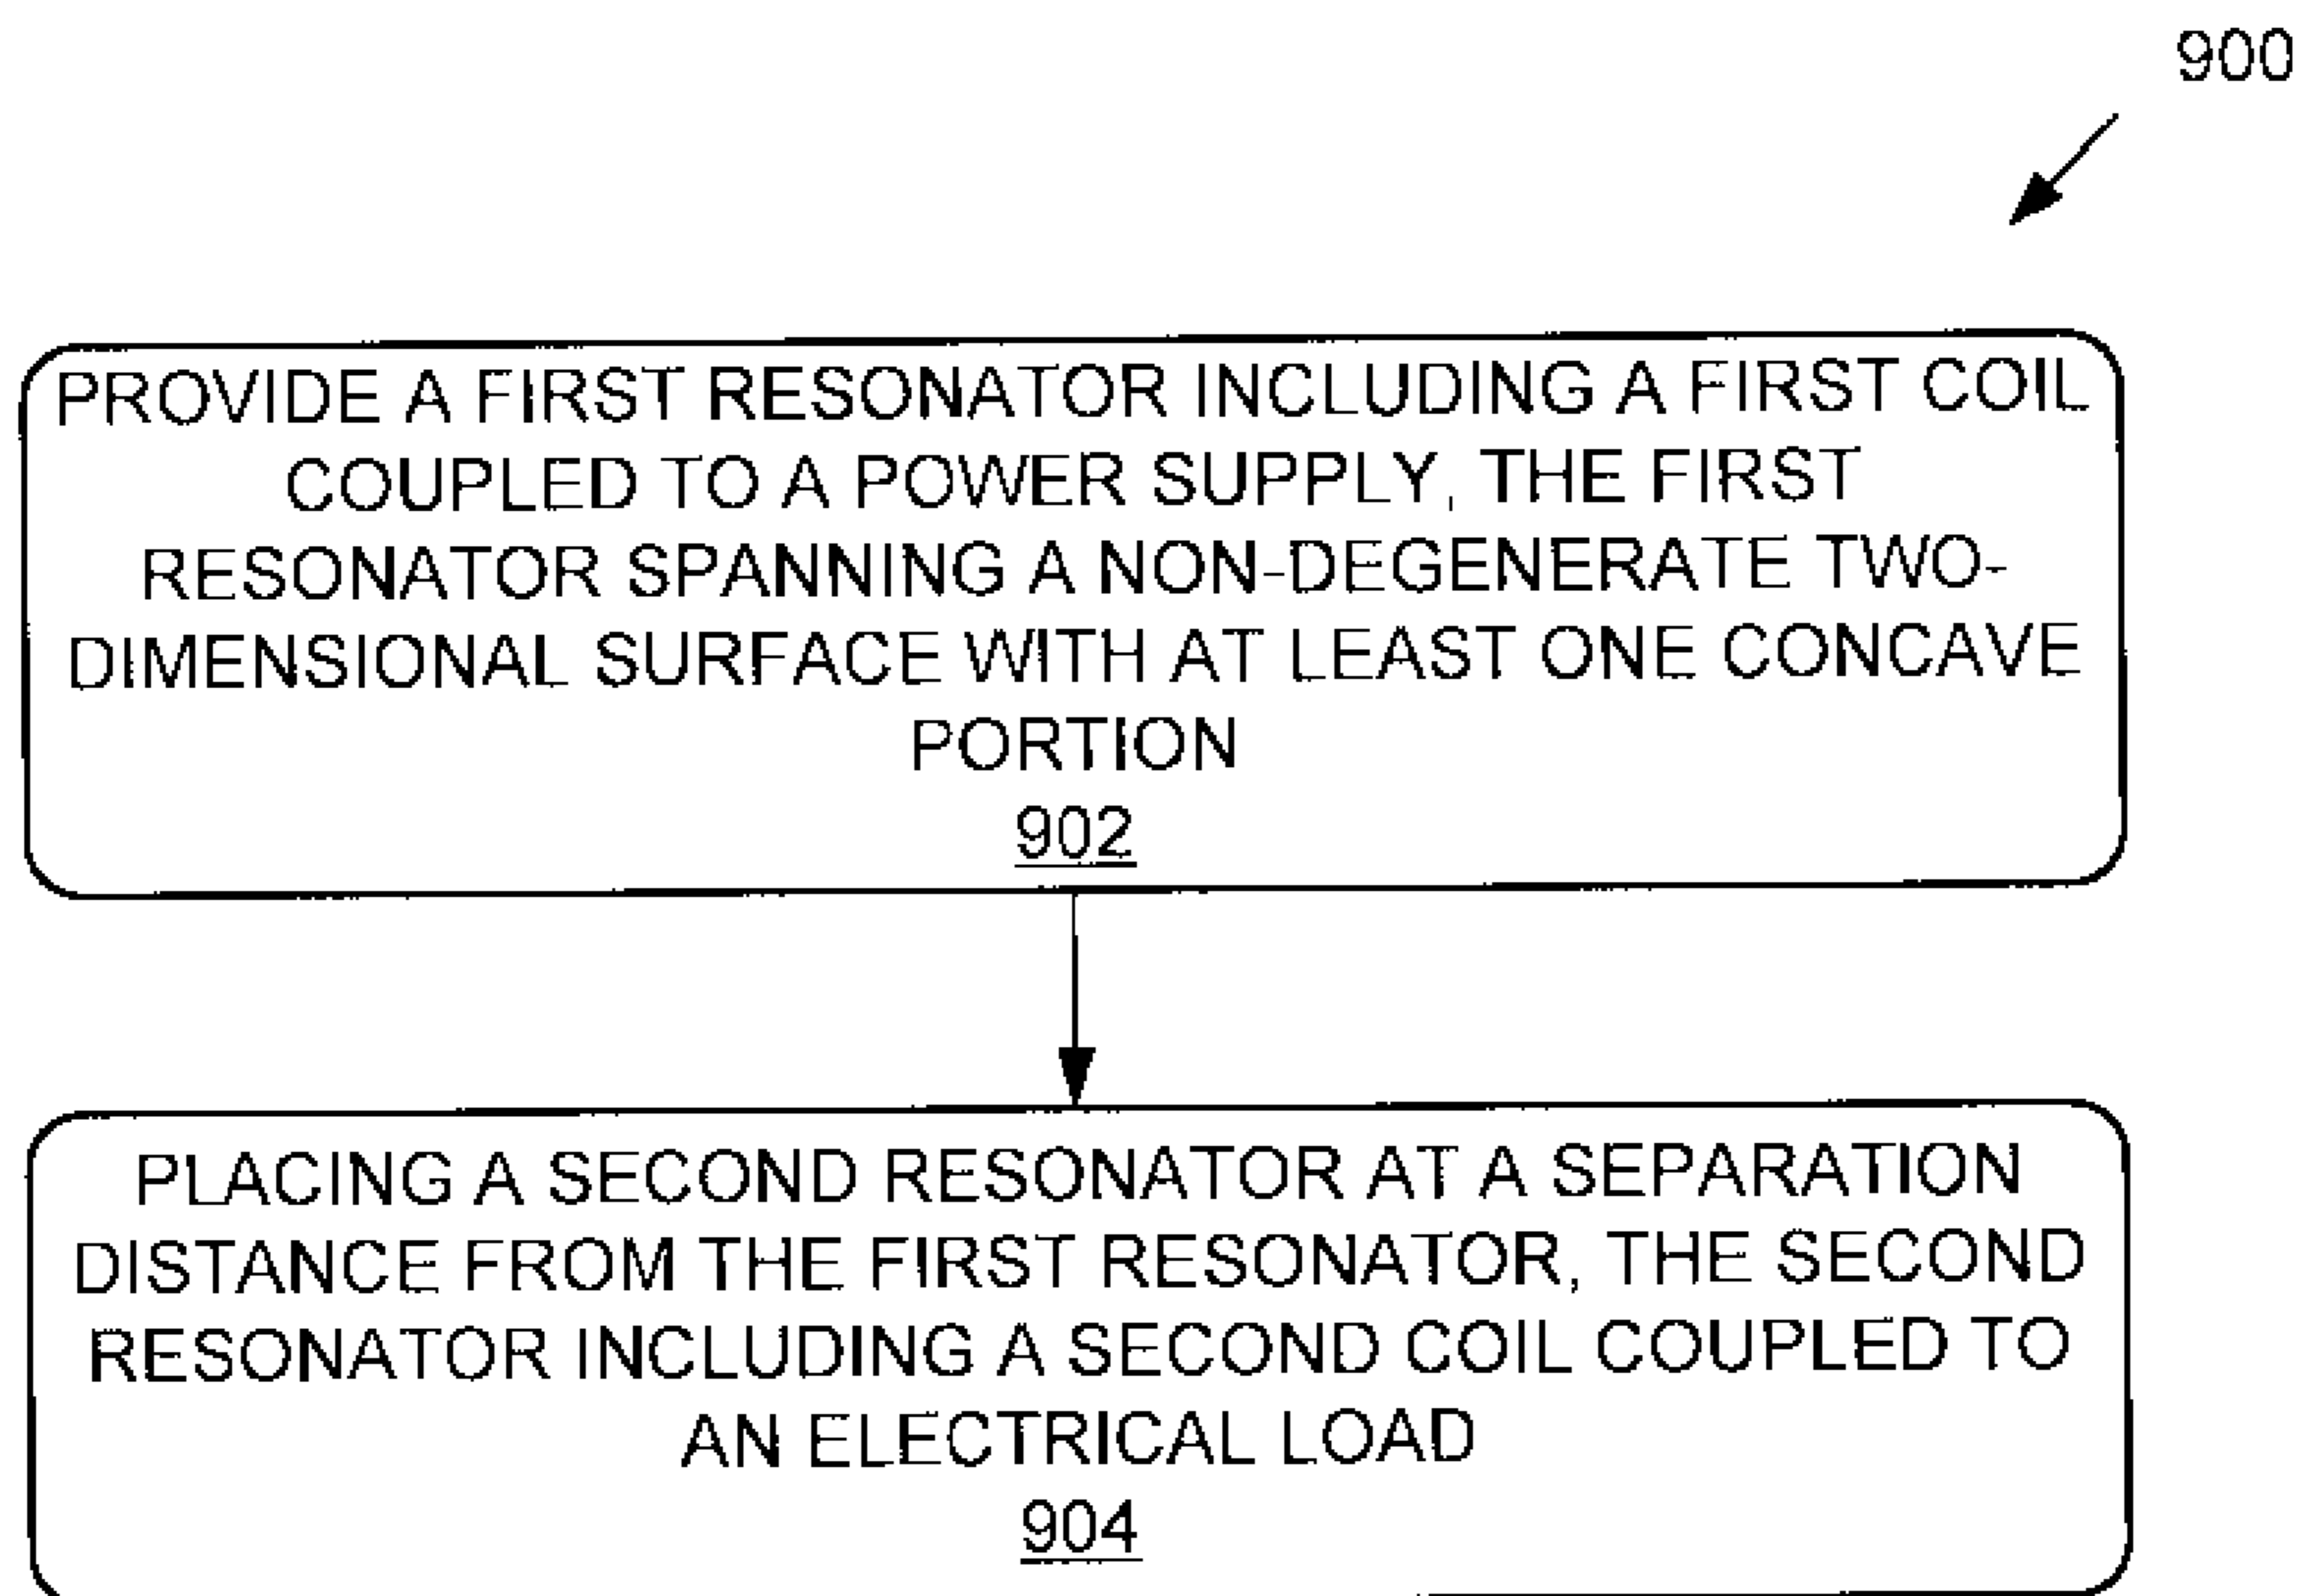 900
PROVIDE A FIRST RESONATOR INCLUDING A FIRST COIL
COUPLED TO A POWER SUPPLY, THE FIRST
RESONATOR SPANNING A NON-DEGENERATE TWO-
DIMENSIONAL SURFACE WITH AT LEAST ONE CONCAVE
PORTION
902
PLACING A SECOND RESONATOR AT A SEPARATION
DISTANCE FROM THE FIRST RESONATOR, THE SECOND
RESONATOR INCLUDING A SECOND COIL COUPLED TO
AN ELECTRICAL LOAD
904